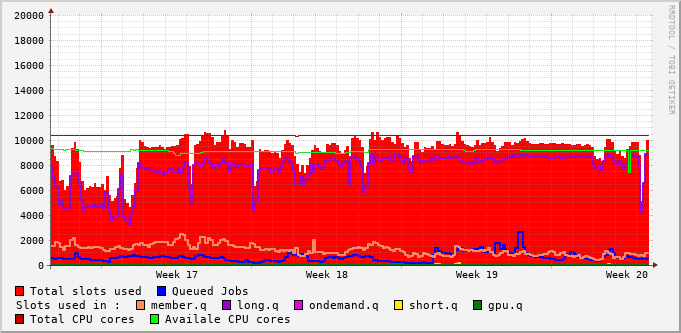 RRDTOOL / TOBI OETIKER
20000
18000
16000
14000
12000
10000
8000
6000
4000
2000
0
Week 17 Week 18 Week 19 Week 20
Total slots used Queued Jobs
Slots used in : member.q long.q ondemand.q short.q gpu.q
Total CPU cores Availale CPU cores